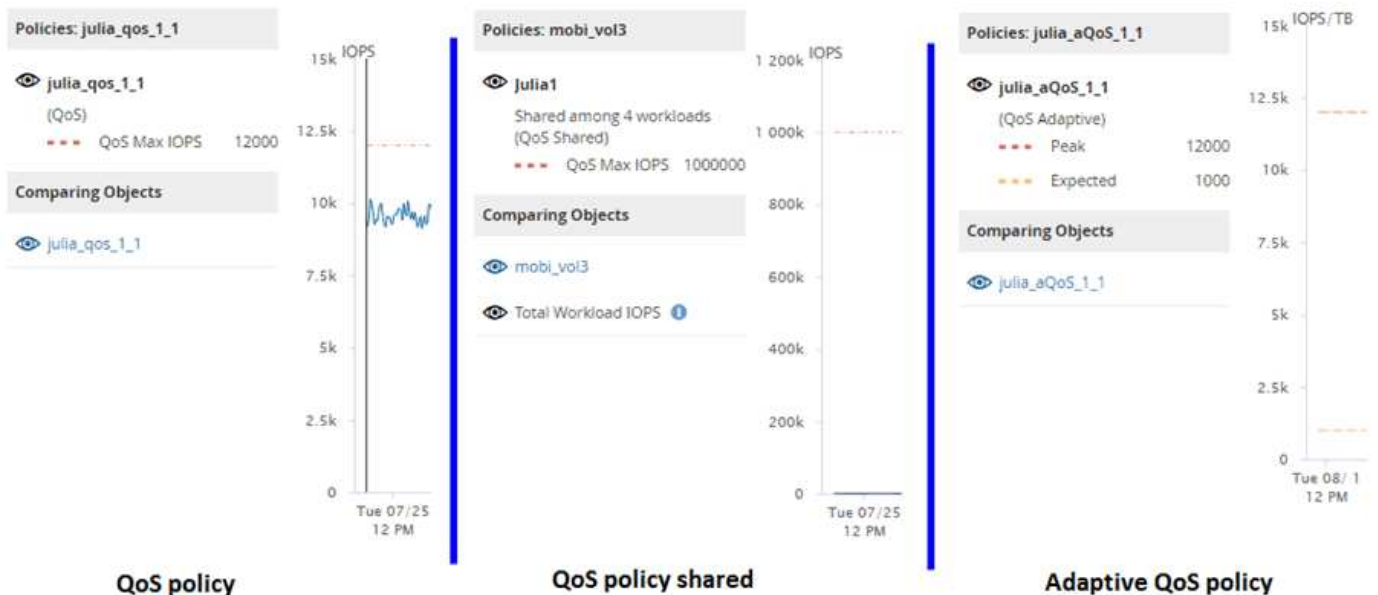 Policies: julia_qos_1_1
julia_qos_1_1
(QoS)
QoS Max IOPS 12000
Comparing Objects
julia_qos_1_1
IOPS
15k
12.5k
10k
7.5k
5k
2.5k
0
Tue 07/25
12 PM
QoS policy
Policies: mobi_vol3
Julia1
Shared among 4 workloads
(QoS Shared)
QoS Max IOPS 1000000
Comparing Objects
mobi_vol3
Total Workload IOPS i
IOPS
1 200k
1 000k
800k
600k
400k
200k
0
Tue 07/25
12 PM
QoS policy shared
Policies: julia_aQoS_1_1
julia_aQoS_1_1
(QoS Adaptive)
Peak 12000
Expected 1000
Comparing Objects
julia_aQoS_1_1
IOPS/TB
15k
12.5k
10k
7.5k
5k
2.5k
0
Tue 08/ 1
12 PM
Adaptive QoS policy